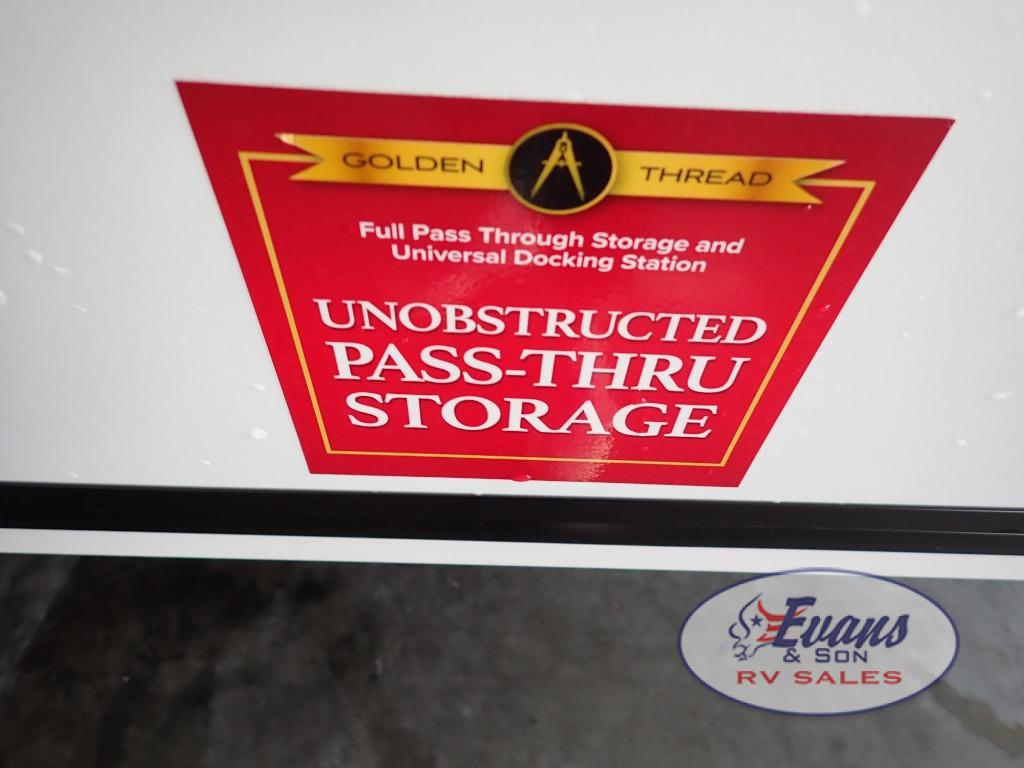 GOLDEN THREAD
Full Pass Through Storage and
Universal Docking Station
UNOBSTRUCTED
PASS-THRU
STORAGE
Evans
& SON
RV SALES